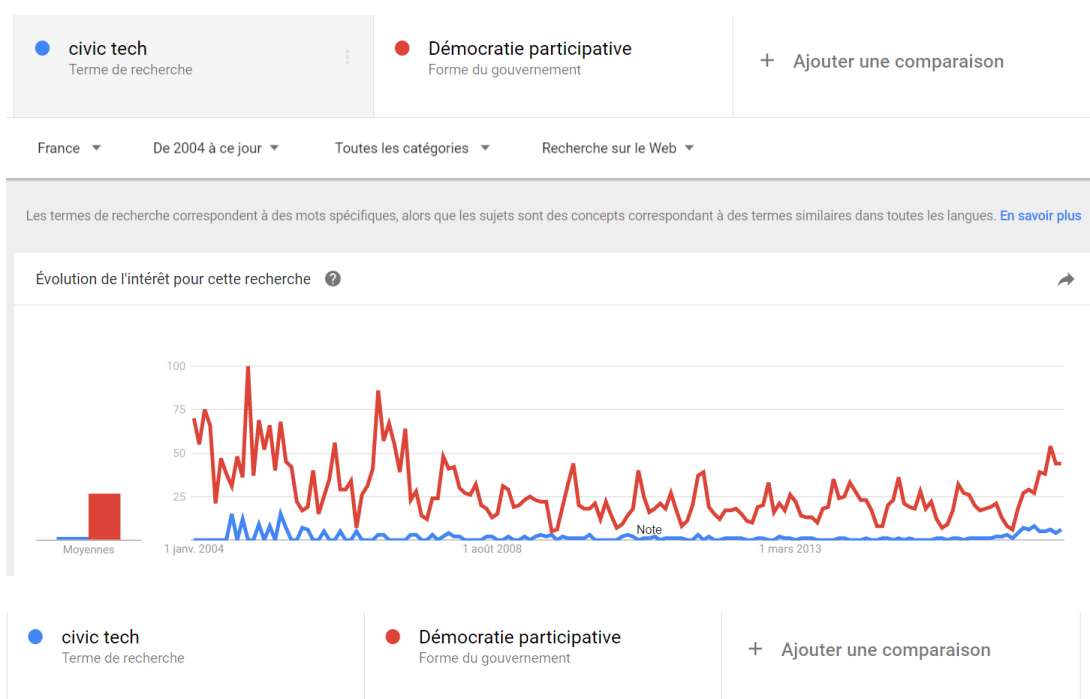 civic tech
Terme de recherche
Démocratie participative
Forme du gouvernement
+ Ajouter une comparaison
France
De 2004 à ce jour
Toutes les catégories
Recherche sur le Web
Les termes de recherche correspondent à des mots spécifiques, alors que les sujets sont des concepts correspondant à des termes similaires dans toutes les langues. En savoir plus
Évolution de l'intérêt pour cette recherche ?
100
75
50
25
Note
Moyennes
1 janv. 2004
1 août 2008
1 mars 2013
civic tech
Terme de recherche
Démocratie participative
Forme du gouvernement
+ Ajouter une comparaison